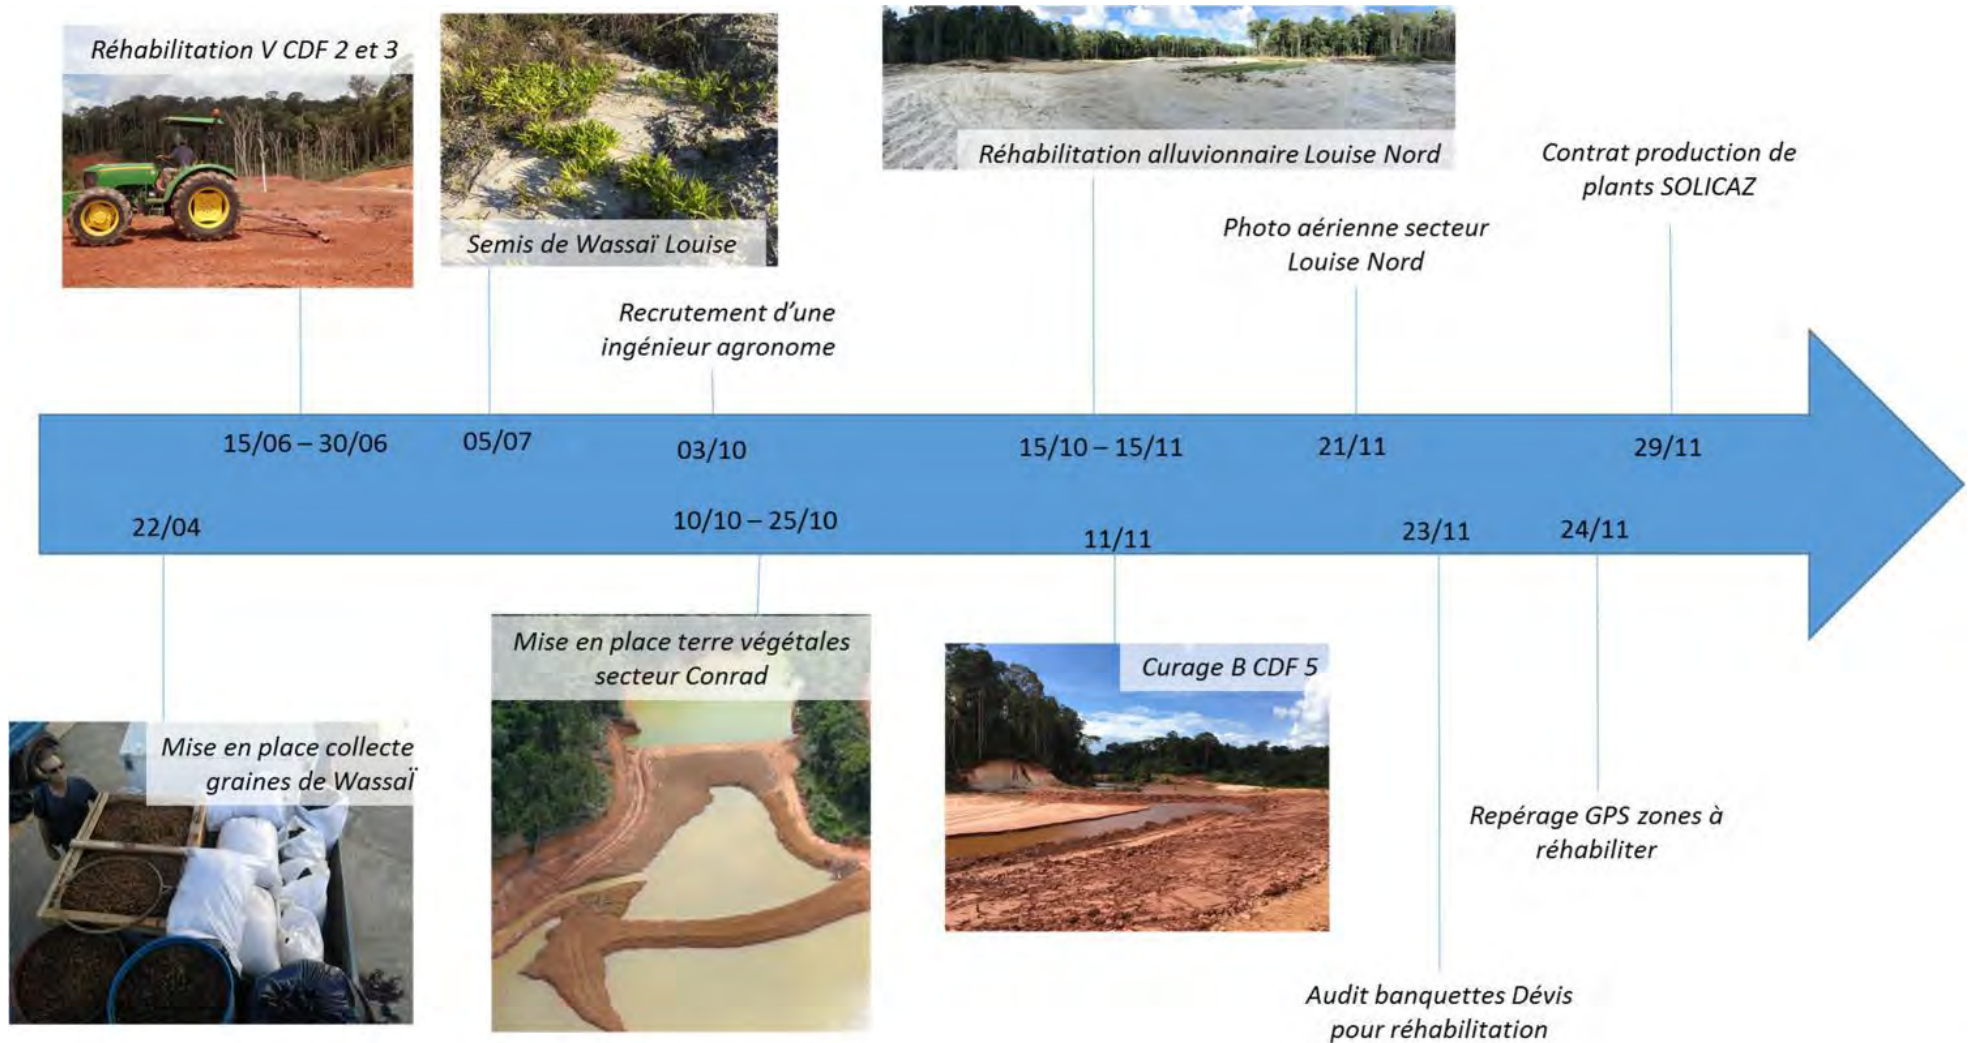 Réhabilitation V CDF 2 et 3
Semis de Wassaï Louise
Recrutement d'une
ingénieur agronome
Réhabilitation alluvionnaire Louise Nord
Photo aérienne secteur
Louise Nord
Contrat production de
plants SOLICAZ
15/06 – 30/06
05/07
03/10
15/10 – 15/11
21/11
29/11
22/04
10/10 – 25/10
11/11
23/11
24/11
Mise en place collecte
graines de WassaÏ
Mise en place terre végétales
secteur Conrad
Curage B CDF 5
Audit banquettes Dévis
pour réhabilitation
Repérage GPS zones à
réhabiliter